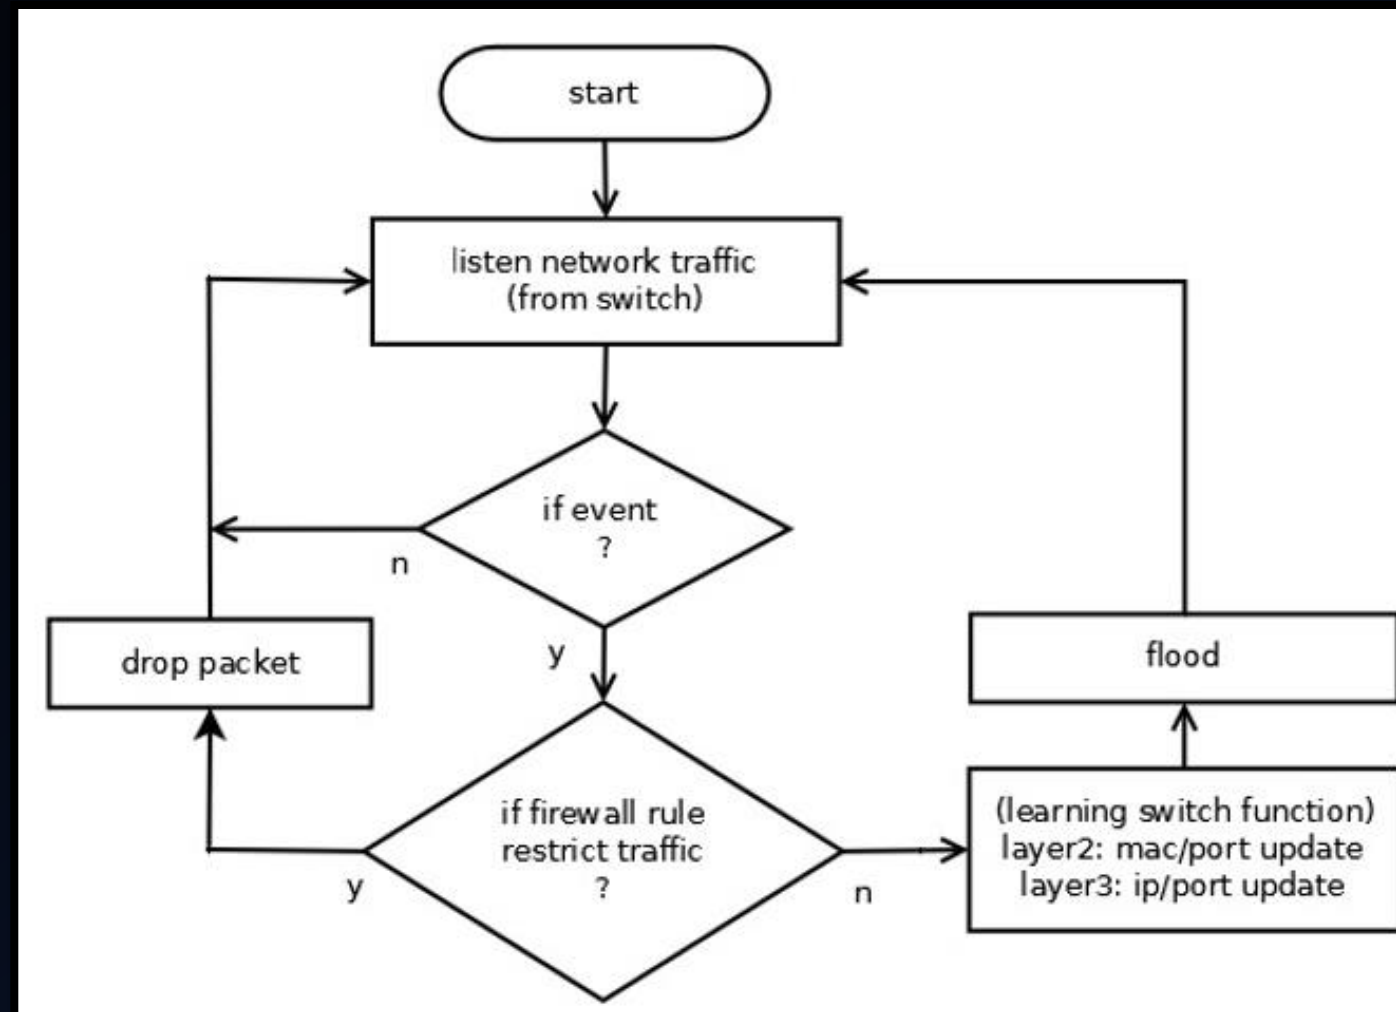 start
listen network traffic
(from switch)
if event
?
n
y
drop packet
flood
if firewall rule
restrict traffic
?
y
n
(learning switch function)
layer2: mac/port update
layer3: ip/port update